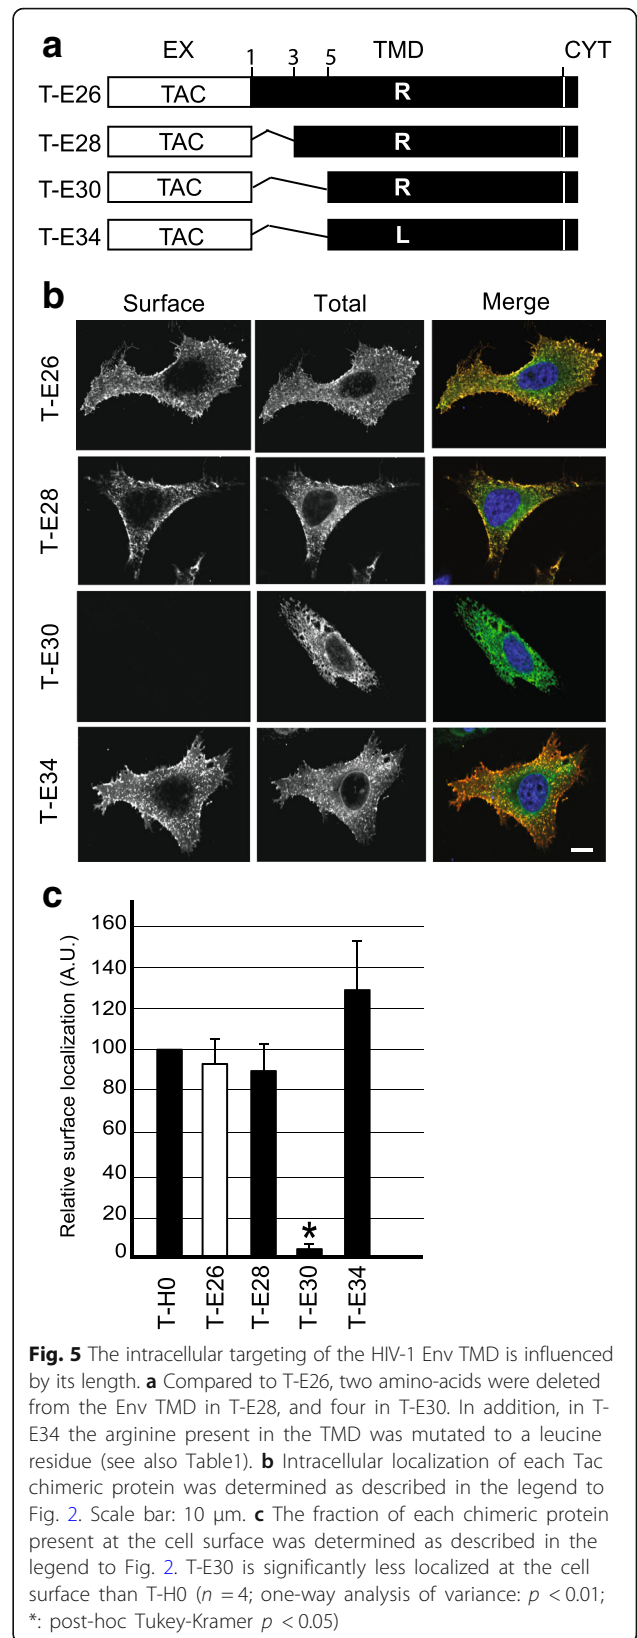 a
EX TMD CYT
1 3 5
T-E26 TAC R
T-E28 TAC R
T-E30 TAC R
T-E34 TAC L
b
Surface Total Merge
T-E26
T-E28
T-E30
T-E34
c
Relative surface localization (A.U.)
160
140
120
100
80
60
40
20
0
*
T-H0 T-E26 T-E28 T-E30 T-E34
Fig. 5 The intracellular targeting of the HIV-1 Env TMD is influenced
by its length. a Compared to T-E26, two amino-acids were deleted
from the Env TMD in T-E28, and four in T-E30. In addition, in T-
E34 the arginine present in the TMD was mutated to a leucine
residue (see also Table1). b Intracellular localization of each Tac
chimeric protein was determined as described in the legend to
Fig. 2. Scale bar: 10 μm. c The fraction of each chimeric protein
present at the cell surface was determined as described in the
legend to Fig. 2. T-E30 is significantly less localized at the cell
surface than T-H0 (n = 4; one-way analysis of variance: p < 0.01;
*: post-hoc Tukey-Kramer p < 0.05)